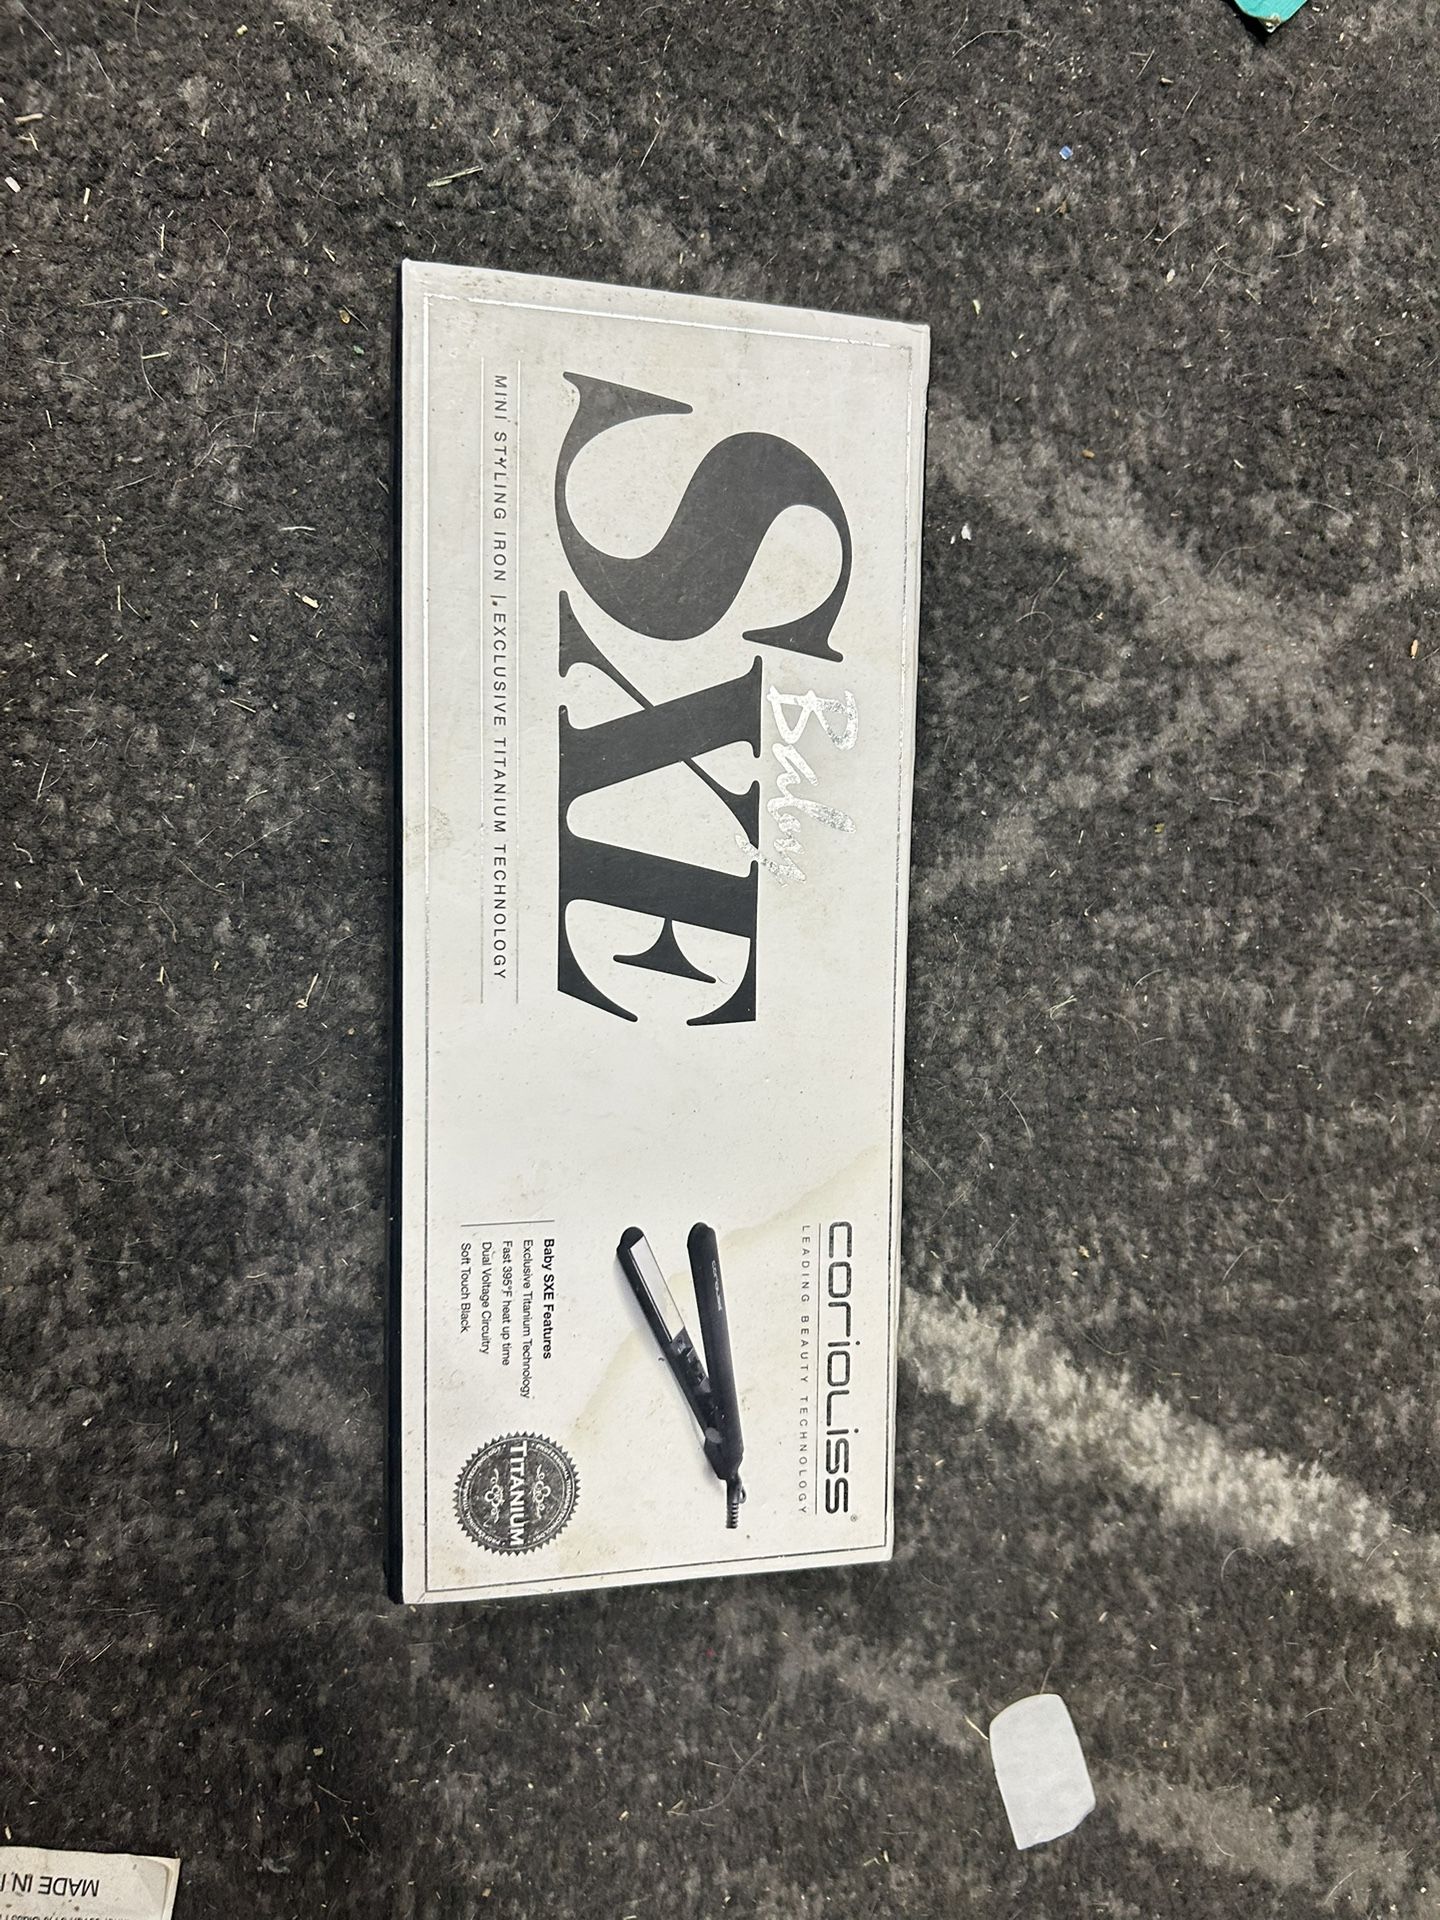 Baby
SXE
MINI STYLING IRON | EXCLUSIVE TITANIUM TECHNOLOGY
corioliss®
LEADING BEAUTY TECHNOLOGY
corioliss
Baby SXE Features
Exclusive Titanium Technology
Fast 395°F heat up time
Dual Voltage Circuitry
Soft Touch Black
TITANIUM
MADE IN